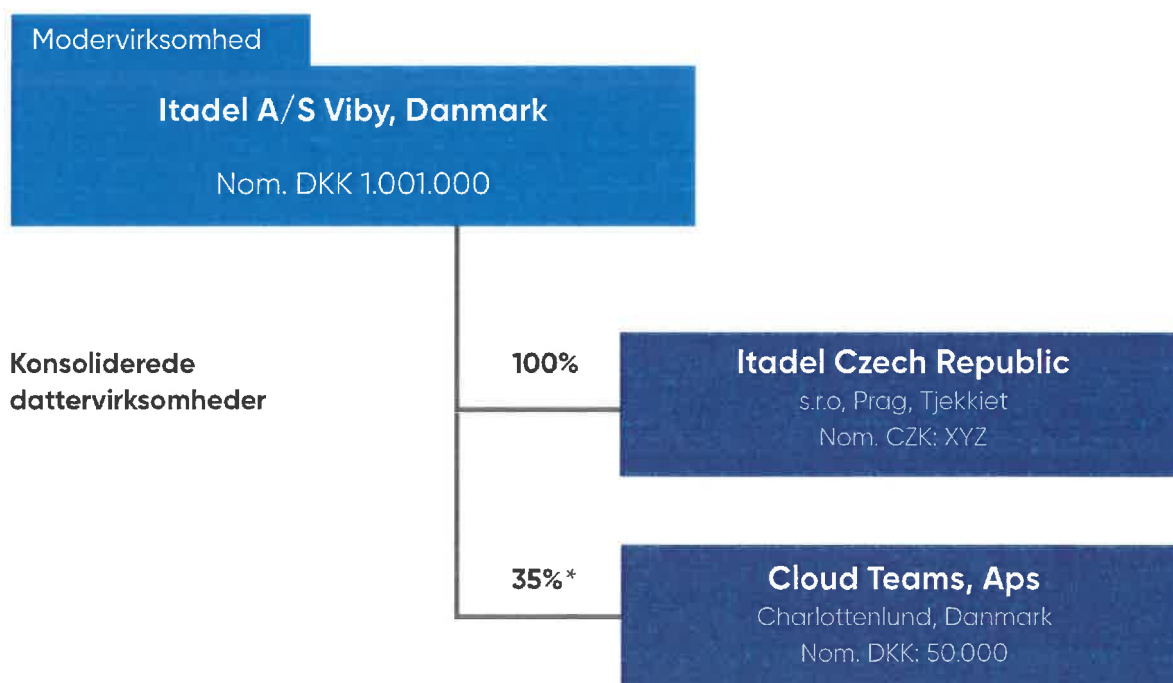 Modervirksomhed
Itadel A/S Viby, Danmark
Nom. DKK 1.001.000
Konsoliderede
dattervirksomheder
100%
Itadel Czech Republic
s.r.o, Prag, Tjekkiet
Nom. CZK: XYZ
35%*
Cloud Teams, Aps
Charlottenlund, Danmark
Nom. DKK: 50.000